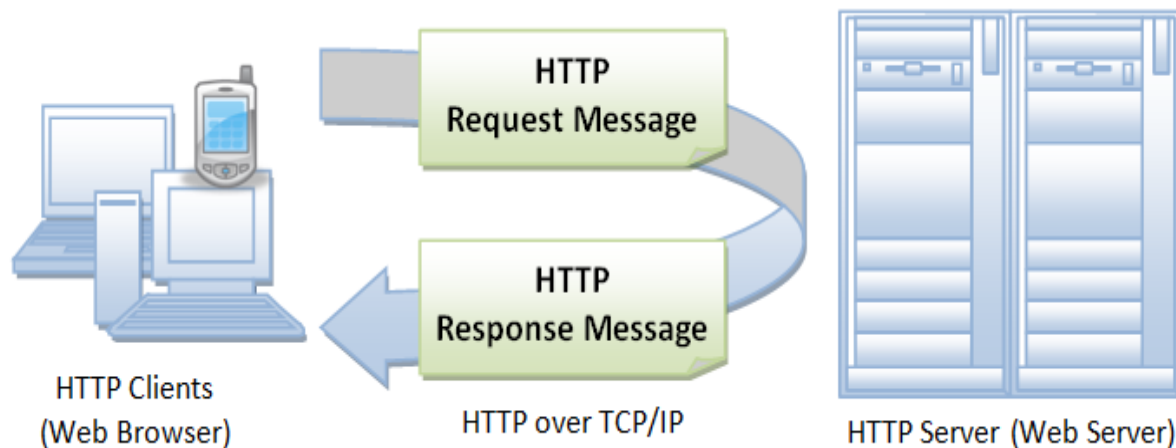 HTTP
Request Message
HTTP
Response Message
HTTP Clients
(Web Browser)
HTTP over TCP/IP
HTTP Server (Web Server)